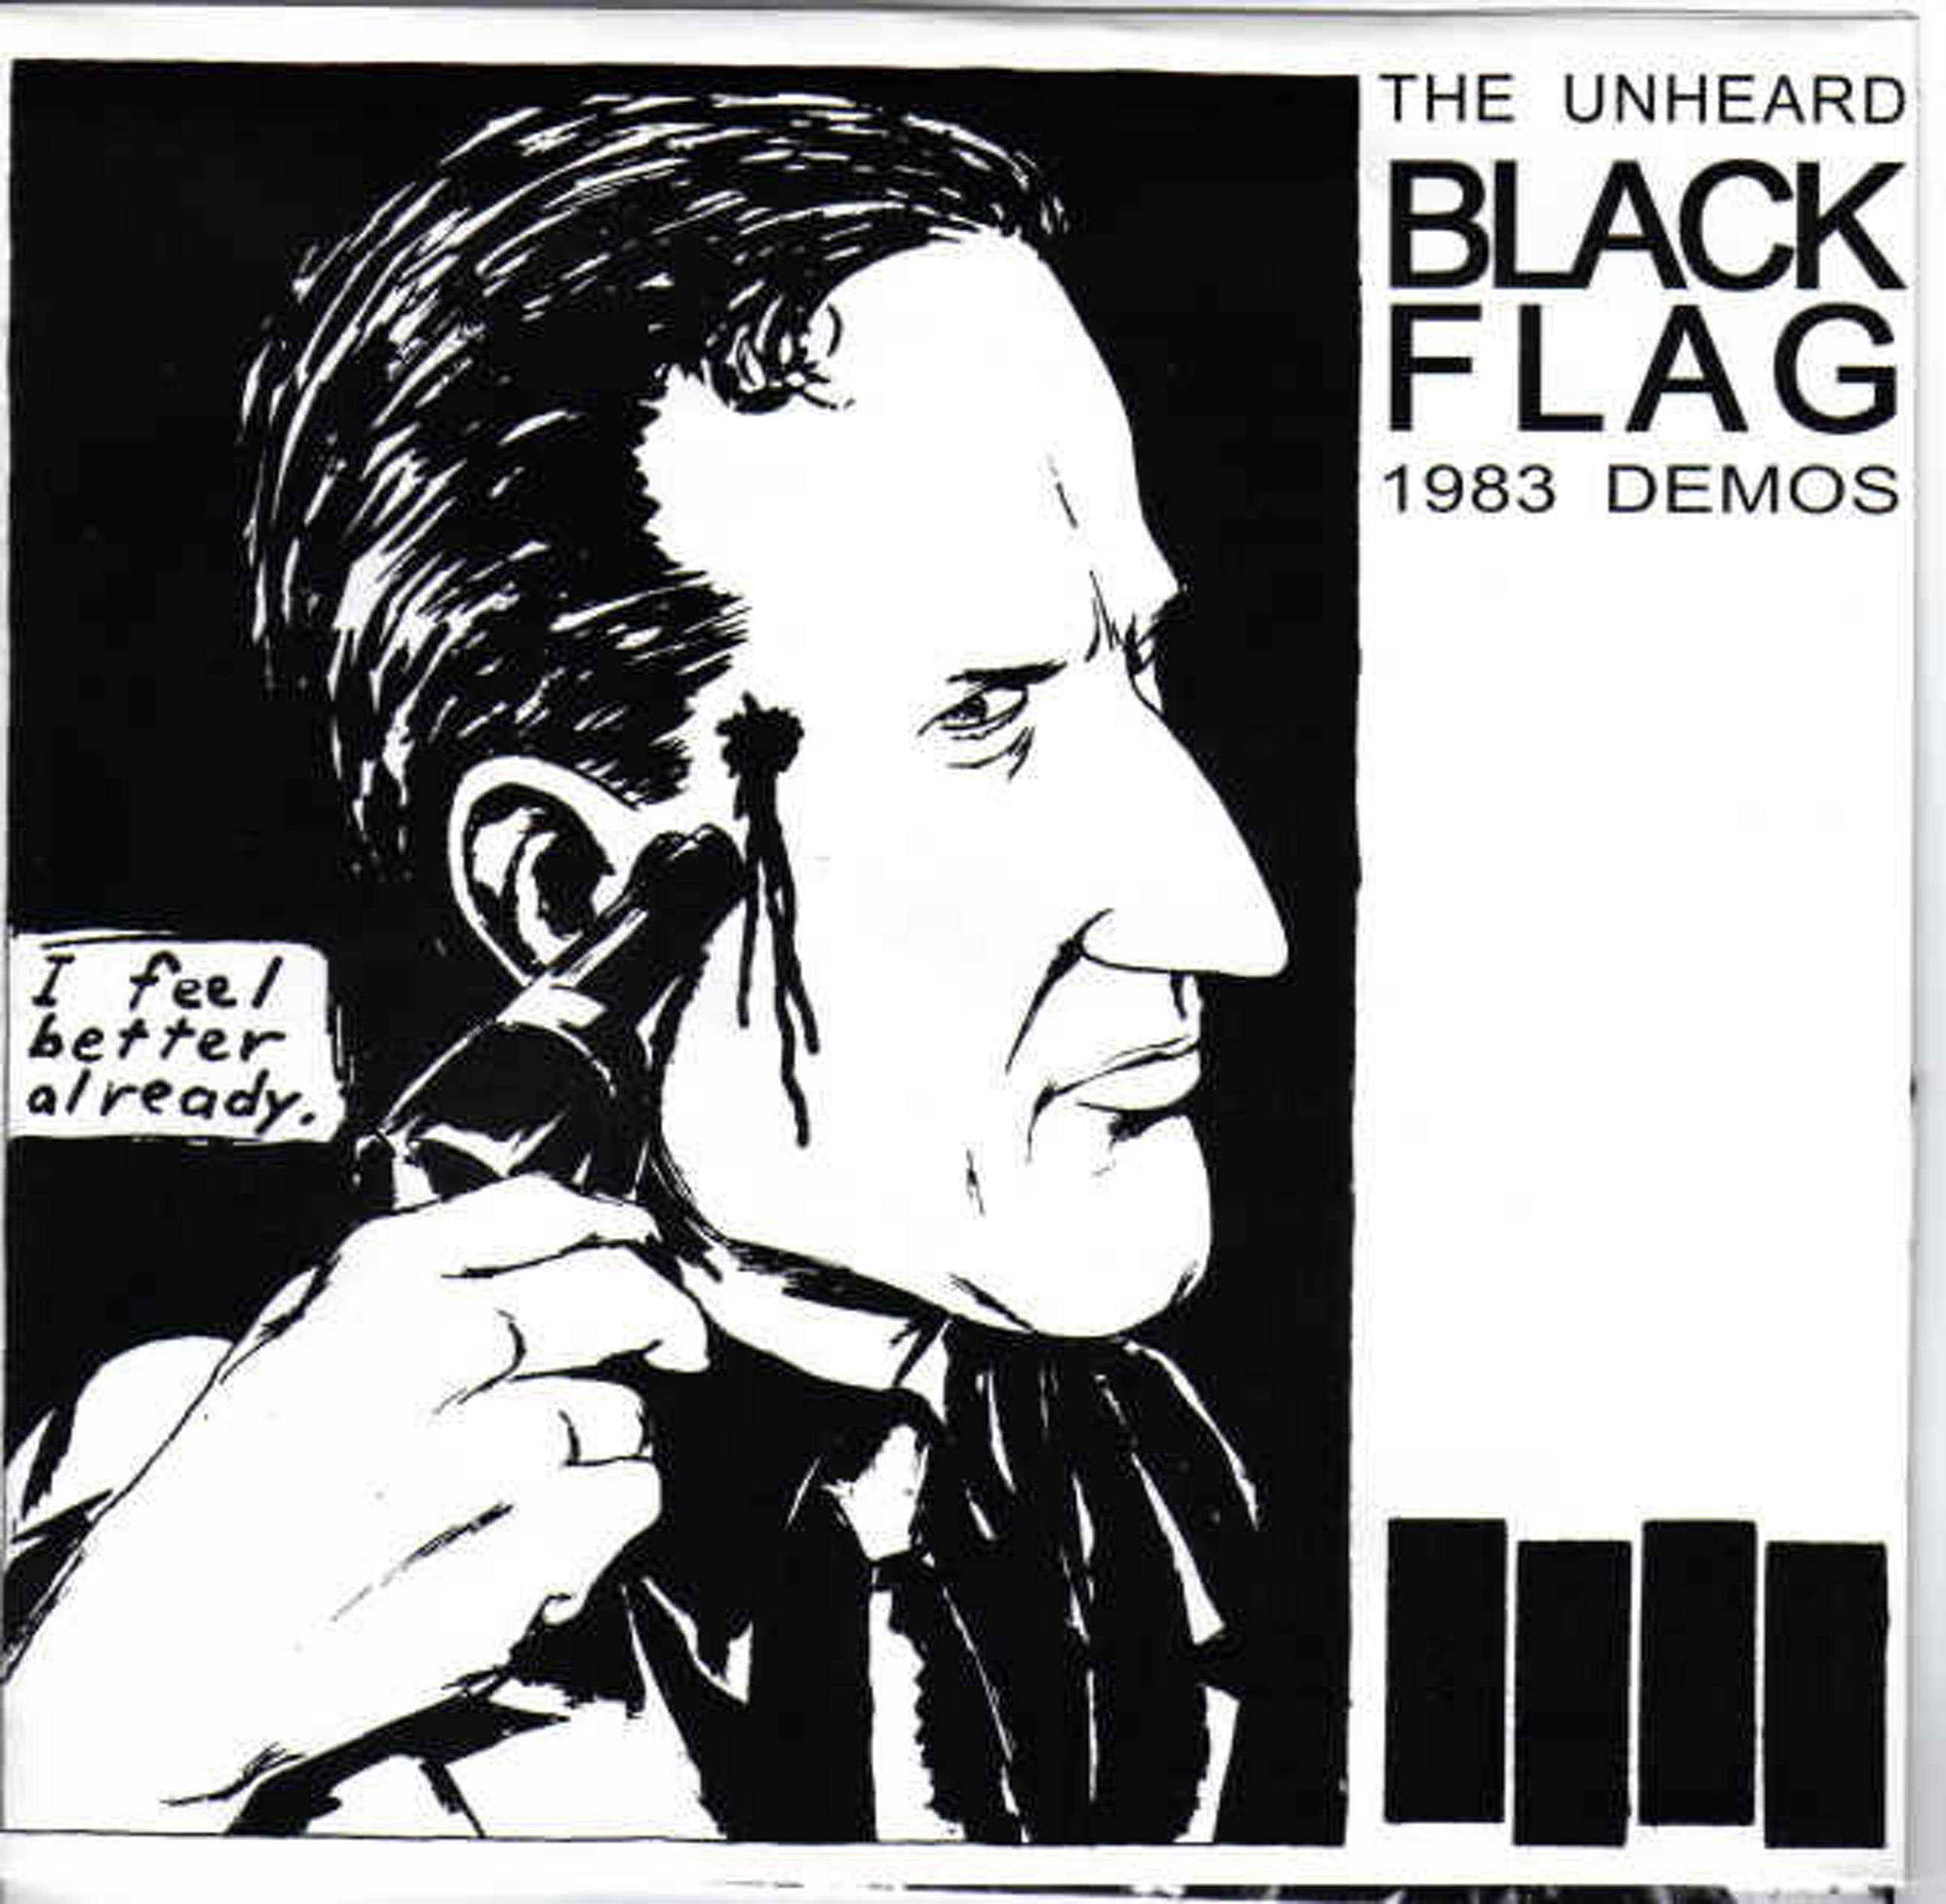 THE UNHEARD
BLACK
FLAG
1983 DEMOS
I feel
better
already.